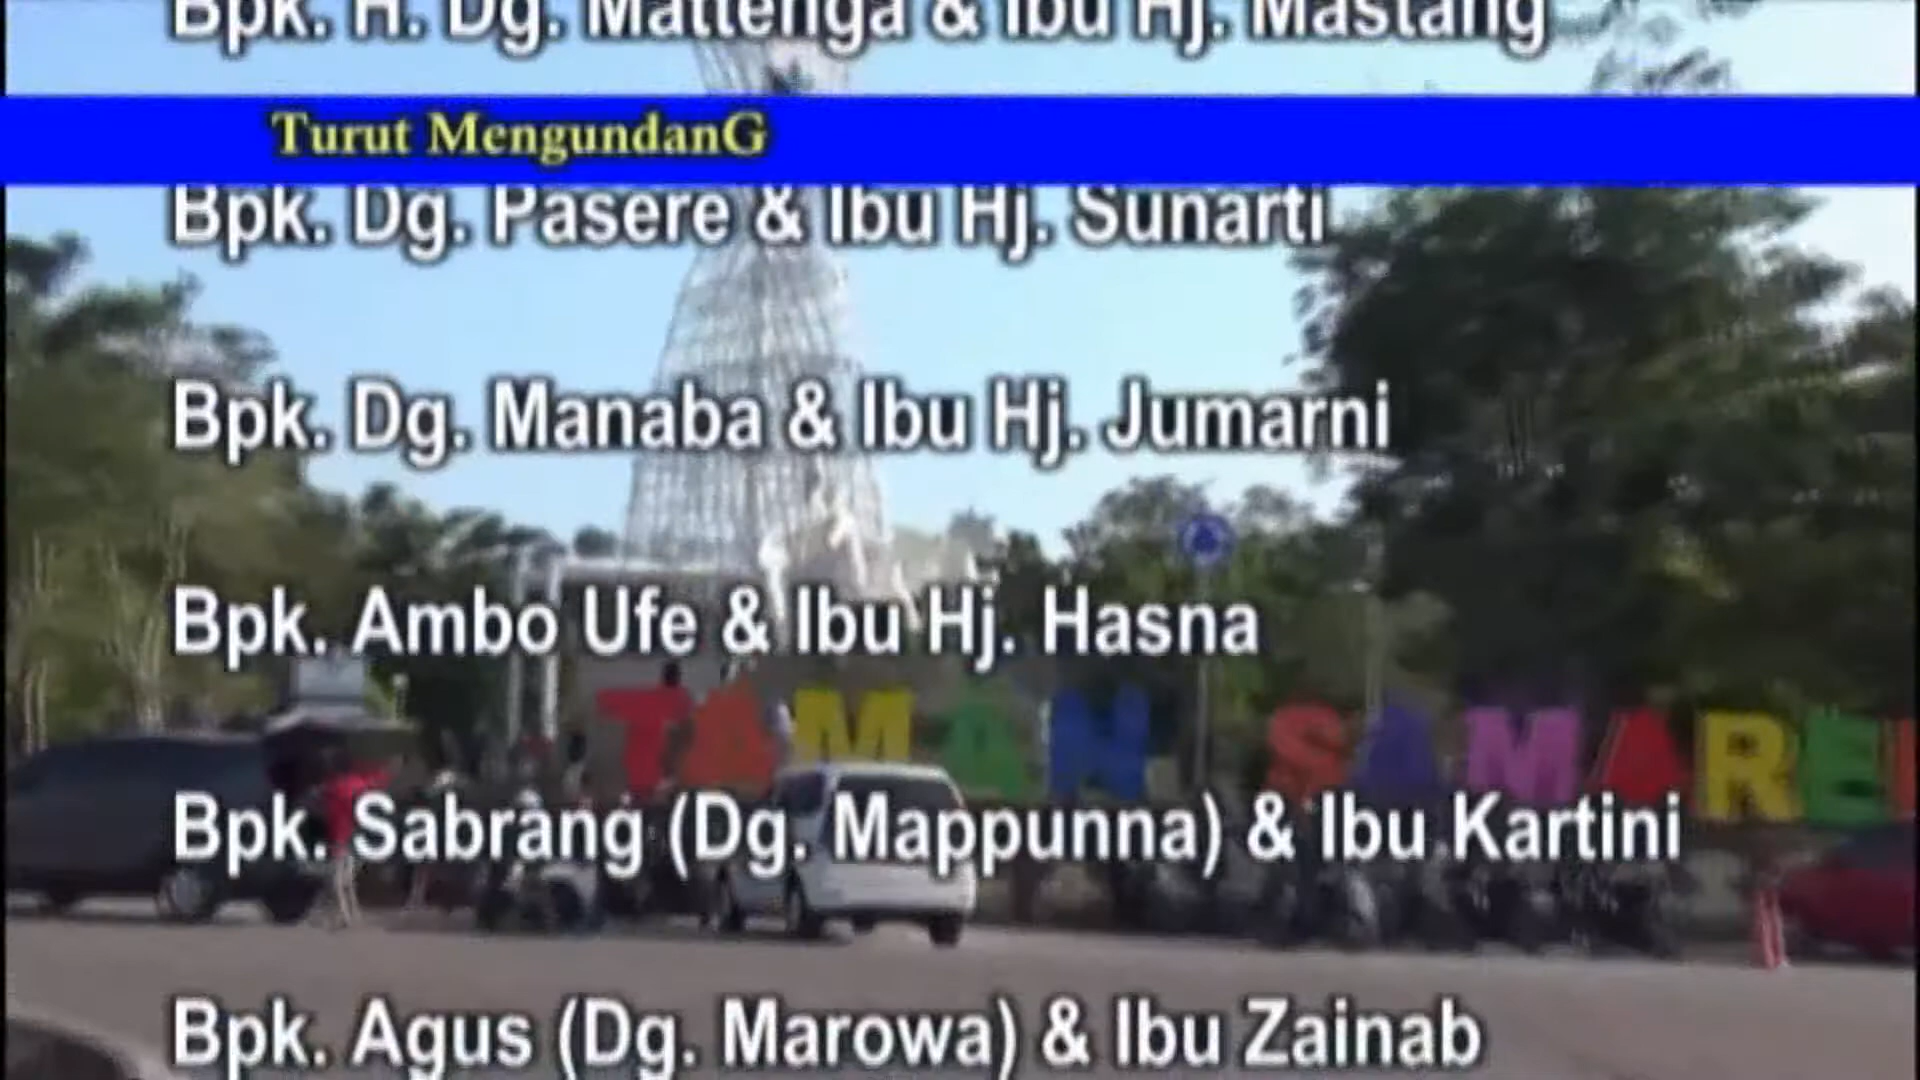 Bpk. H. Dg. Mattenga & Ibu Hj. Mastang
Turut MengundanG
Bpk. Dg. Pasere & Ibu Hj. Sunarti
Bpk. Dg. Manaba & Ibu Hj. Jumarni
Bpk. Ambo Ufe & Ibu Hj. Hasna
TAMAN SAMARE
Bpk. Sabrang (Dg. Mappunna) & Ibu Kartini
Bpk. Agus (Dg. Marowa) & Ibu Zainab